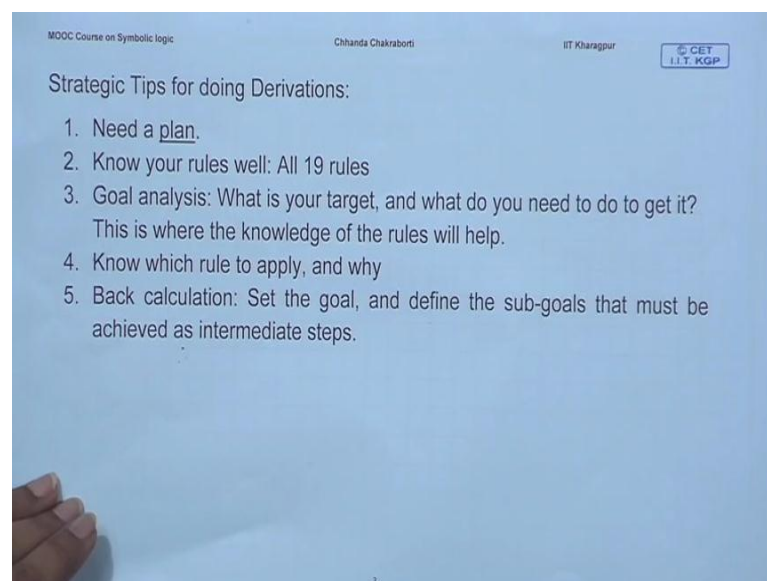 MOOC Course on Symbolic logic
Chhanda Chakraborti
IIT Kharagpur
© CET
I.I.T. KGP
Strategic Tips for doing Derivations:
1. Need a plan.
2. Know your rules well: All 19 rules
3. Goal analysis: What is your target, and what do you need to do to get it?
This is where the knowledge of the rules will help.
4. Know which rule to apply, and why
5. Back calculation: Set the goal, and define the sub-goals that must be
achieved as intermediate steps.